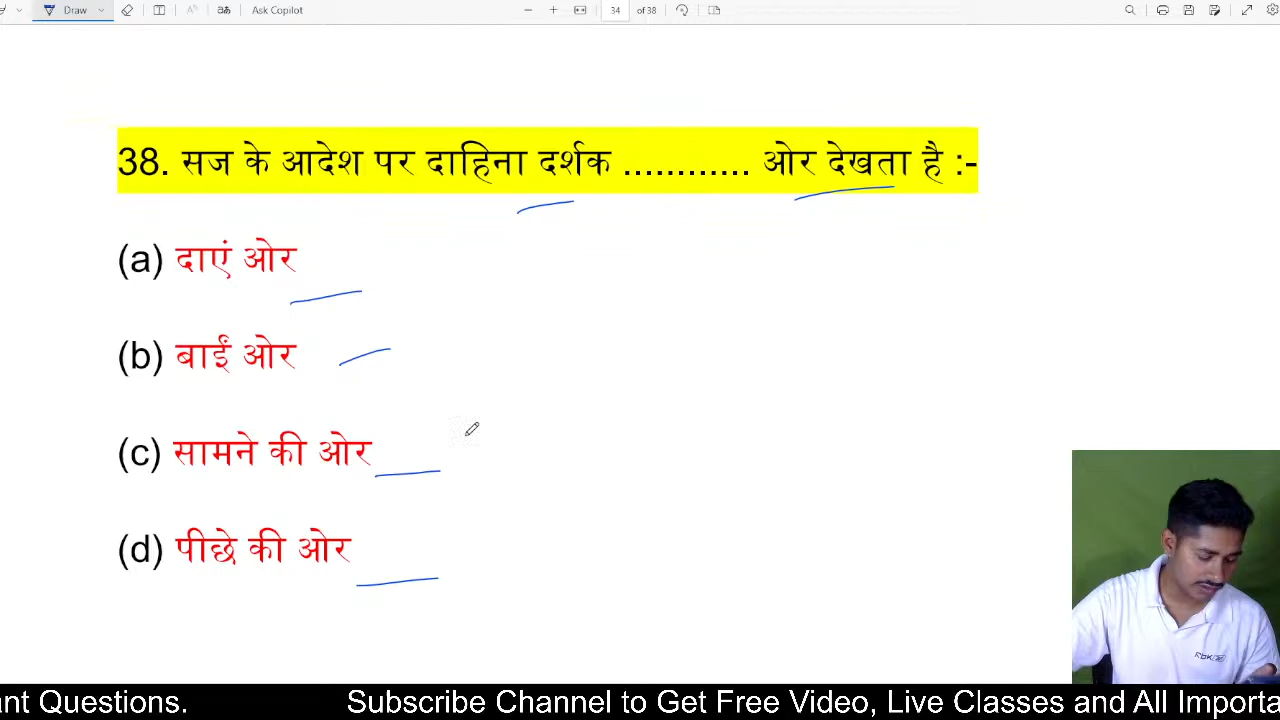 Draw
Ask Copilot
34 of 38
38. सज के आदेश पर दाहिना दर्शक ............ ओर देखता है :-
(a) दाएं ओर
(b) बाईं ओर
(c) सामने की ओर
(d) पीछे की ओर
ant Questions. Subscribe Channel to Get Free Video, Live Classes and All Importa